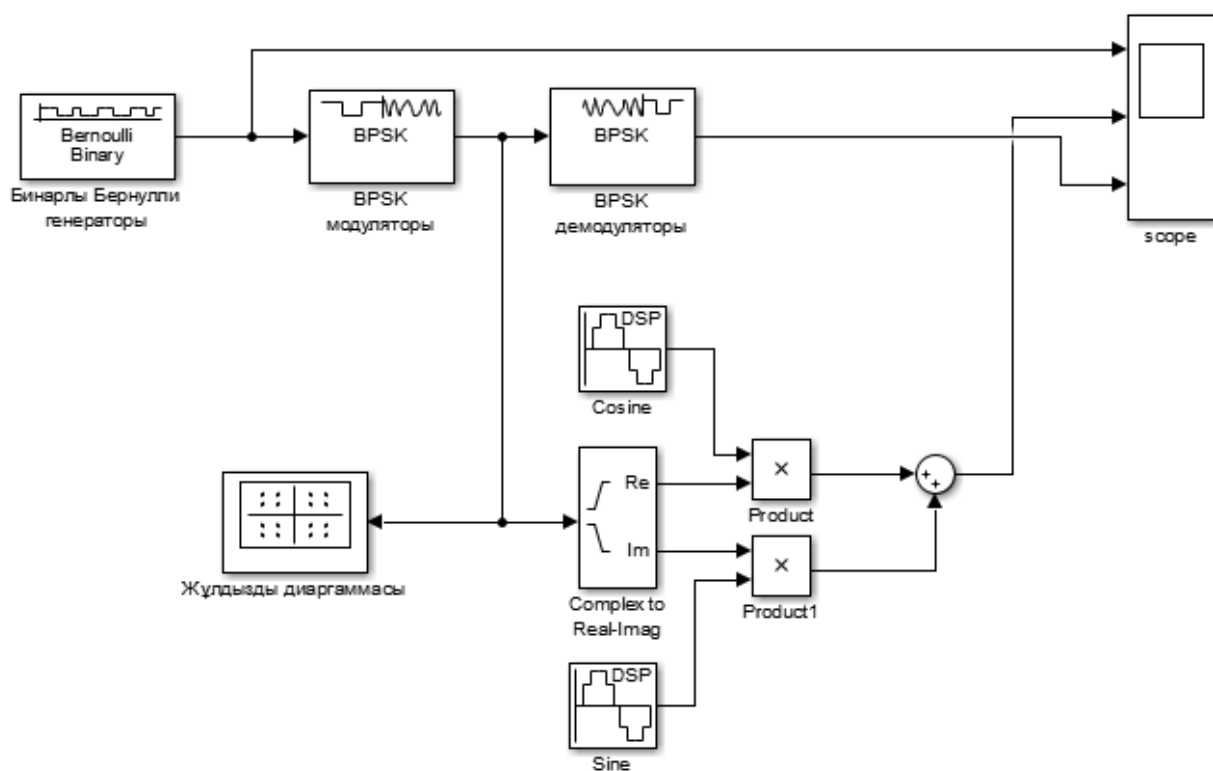 Bernoulli
Binary
Бинарлы Бернулли
генераторы
BPSK
BPSK
модуляторы
BPSK
BPSK
демодуляторы
scope
DSP
Cosine
Жұлдызды диаргаммасы
Re
Im
Complex to
Real-Imag
×
Product
×
Product1
+
+
DSP
Sine